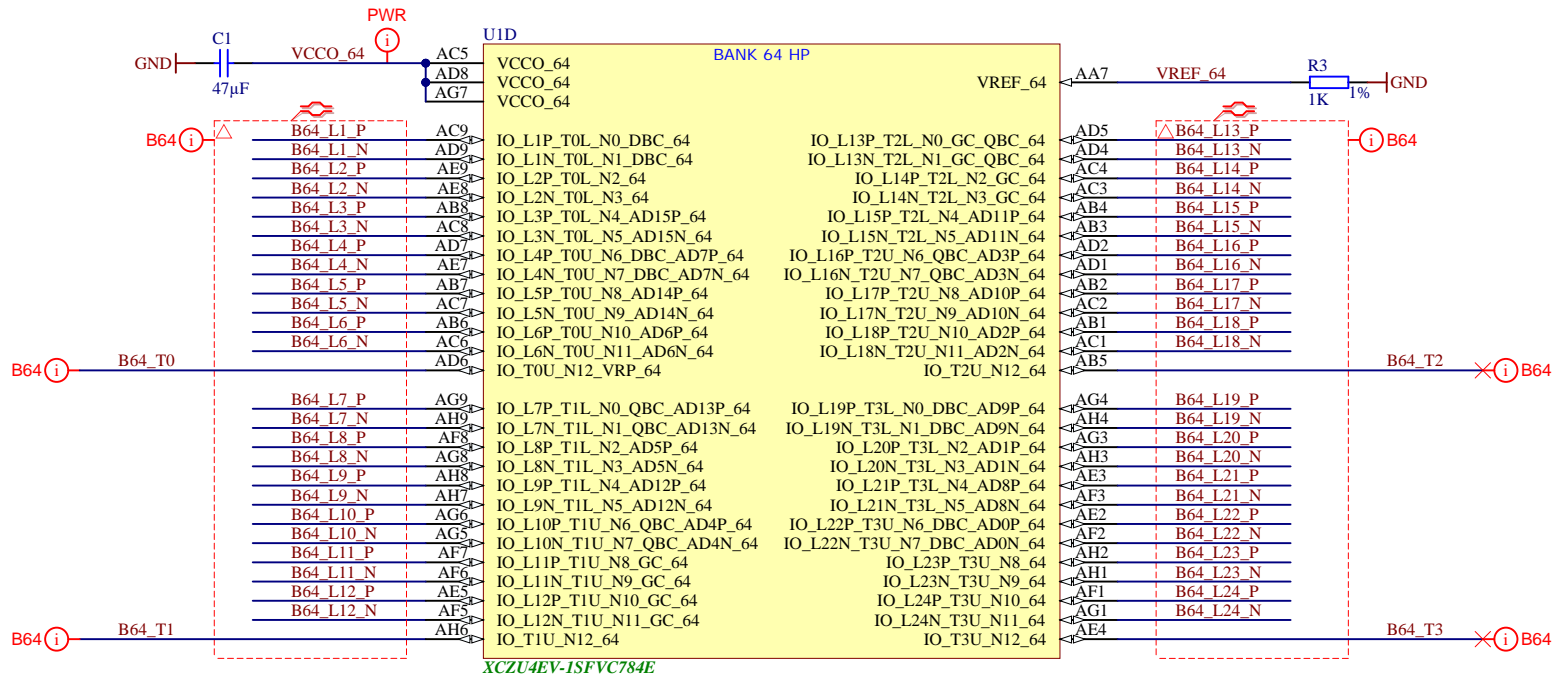 PWR
U1D
BANK 64 HP
C1
GND
VCCO_64
47µF
AC5 VCCO_64
AD8 VCCO_64
AG7 VCCO_64
VREF_64 AA7 VREF_64
R3
1K 1%
GND
B64
B64
B64_L1_P AC9 IO_L1P_T0L_N0_DBC_64 IO_L13P_T2L_N0_GC_QBC_64 AD5 B64_L13_P
B64_L1_N AD9 IO_L1N_T0L_N1_DBC_64 IO_L13N_T2L_N1_GC_QBC_64 AD4 B64_L13_N
B64_L2_P AE9 IO_L2P_T0L_N2_64 IO_L14P_T2L_N2_GC_64 AC4 B64_L14_P
B64_L2_N AE8 IO_L2N_T0L_N3_64 IO_L14N_T2L_N3_GC_64 AC3 B64_L14_N
B64_L3_P AB8 IO_L3P_T0L_N4_AD15P_64 IO_L15P_T2L_N4_AD11P_64 AB4 B64_L15_P
B64_L3_N AC8 IO_L3N_T0L_N5_AD15N_64 IO_L15N_T2L_N5_AD11N_64 AB3 B64_L15_N
B64_L4_P AD7 IO_L4P_T0U_N6_DBC_AD7P_64 IO_L16P_T2U_N6_QBC_AD3P_64 AD2 B64_L16_P
B64_L4_N AE7 IO_L4N_T0U_N7_DBC_AD7N_64 IO_L16N_T2U_N7_QBC_AD3N_64 AD1 B64_L16_N
B64_L5_P AB7 IO_L5P_T0U_N8_AD14P_64 IO_L17P_T2U_N8_AD10P_64 AB2 B64_L17_P
B64_L5_N AC7 IO_L5N_T0U_N9_AD14N_64 IO_L17N_T2U_N9_AD10N_64 AC2 B64_L17_N
B64_L6_P AB6 IO_L6P_T0U_N10_AD6P_64 IO_L18P_T2U_N10_AD2P_64 AB1 B64_L18_P
B64_L6_N AC6 IO_L6N_T0U_N11_AD6N_64 IO_L18N_T2U_N11_AD2N_64 AC1 B64_L18_N
B64 B64_T0 AD6 IO_T0U_N12_VRP_64 IO_T2U_N12_64 AB5 B64_T2 B64
B64_L7_P AG9 IO_L7P_T1L_N0_QBC_AD13P_64 IO_L19P_T3L_N0_DBC_AD9P_64 AG4 B64_L19_P
B64_L7_N AH9 IO_L7N_T1L_N1_QBC_AD13N_64 IO_L19N_T3L_N1_DBC_AD9N_64 AH4 B64_L19_N
B64_L8_P AF8 IO_L8P_T1L_N2_AD5P_64 IO_L20P_T3L_N2_AD1P_64 AG3 B64_L20_P
B64_L8_N AG8 IO_L8N_T1L_N3_AD5N_64 IO_L20N_T3L_N3_AD1N_64 AH3 B64_L20_N
B64_L9_P AH8 IO_L9P_T1L_N4_AD12P_64 IO_L21P_T3L_N4_AD8P_64 AE3 B64_L21_P
B64_L9_N AH7 IO_L9N_T1L_N5_AD12N_64 IO_L21N_T3L_N5_AD8N_64 AF3 B64_L21_N
B64_L10_P AG6 IO_L10P_T1U_N6_QBC_AD4P_64 IO_L22P_T3U_N6_DBC_AD0P_64 AE2 B64_L22_P
B64_L10_N AG5 IO_L10N_T1U_N7_QBC_AD4N_64 IO_L22N_T3U_N7_DBC_AD0N_64 AF2 B64_L22_N
B64_L11_P AF7 IO_L11P_T1U_N8_GC_64 IO_L23P_T3U_N8_64 AH2 B64_L23_P
B64_L11_N AF6 IO_L11N_T1U_N9_GC_64 IO_L23N_T3U_N9_64 AH1 B64_L23_N
B64_L12_P AE5 IO_L12P_T1U_N10_GC_64 IO_L24P_T3U_N10_64 AF1 B64_L24_P
B64_L12_N AF5 IO_L12N_T1U_N11_GC_64 IO_L24N_T3U_N11_64 AG1 B64_L24_N
B64 B64_T1 AH6 IO_T1U_N12_64 IO_T3U_N12_64 AE4 B64_T3 B64
XCZU4EV-1SFVC784E